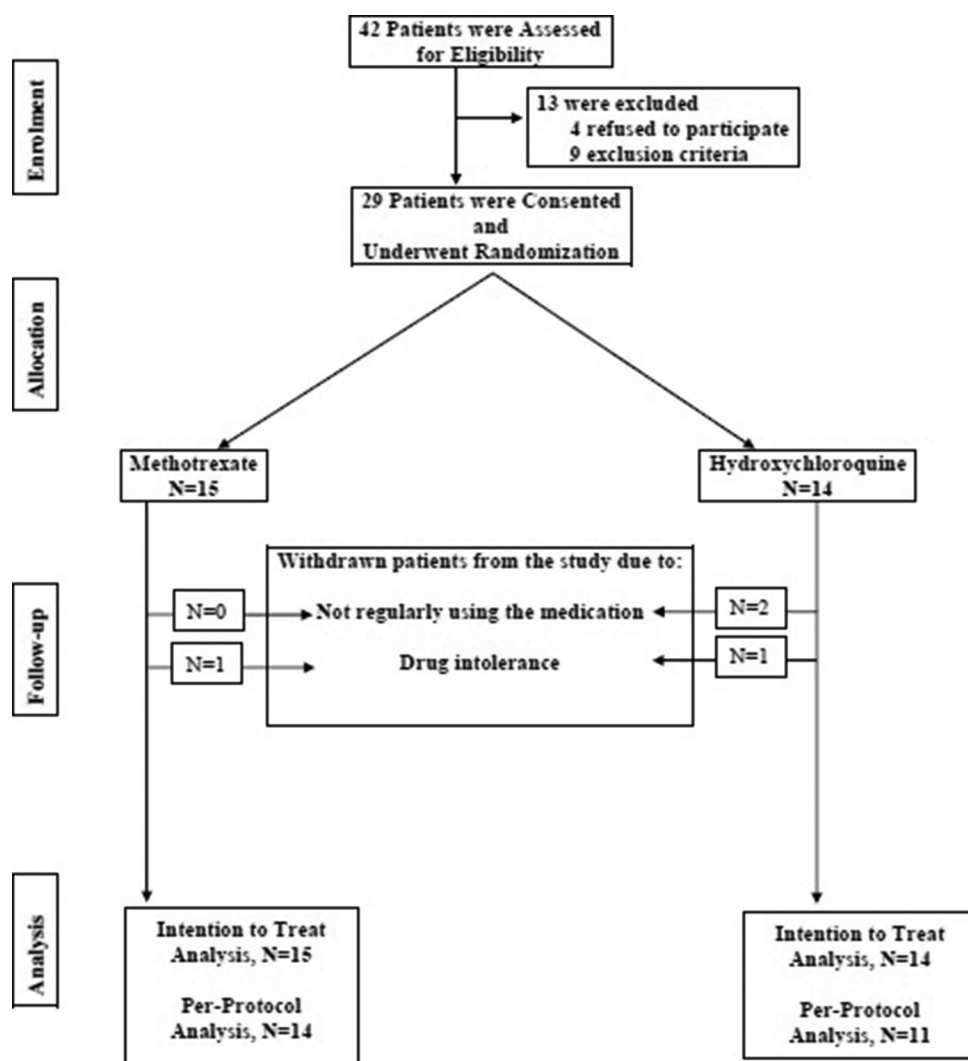 42 Patients were Assessed
for Eligibility
Enrolment
13 were excluded
4 refused to participate
9 exclusion criteria
29 Patients were Consented
and
Underwent Randomization
Allocation
Methotrexate
N=15
Hydroxychloroquine
N=14
Follow-up
Withdrawn patients from the study due to:
N=0
Not regularly using the medication
N=2
N=1
Drug intolerance
N=1
Analysis
Intention to Treat
Analysis, N=15
Per-Protocol
Analysis, N=14
Intention to Treat
Analysis, N=14
Per-Protocol
Analysis, N=11